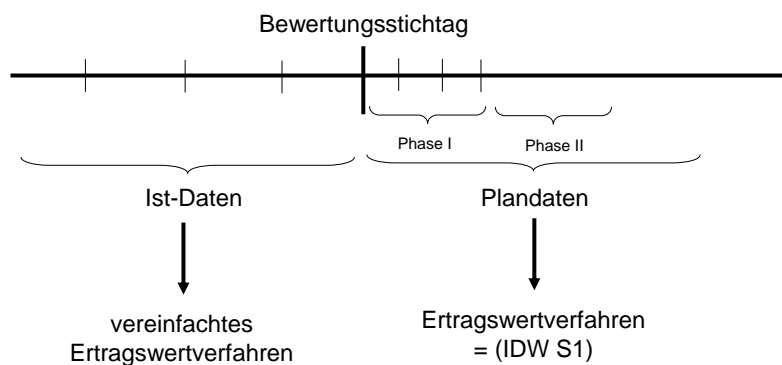 Bewertungsstichtag
Phase I
Phase II
Ist-Daten
Plandaten
vereinfachtes
Ertragswertverfahren
Ertragswertverfahren
= (IDW S1)